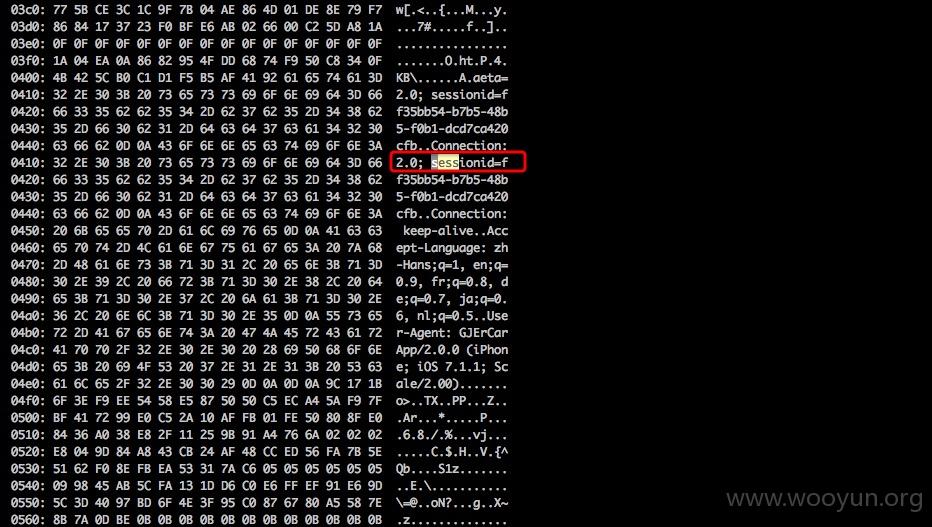 03c0: 77 5B CE 3C 1C 9F 7B 04 AE 86 4D 01 DE 8E 79 F7 w[.<..{...M...y.
03d0: 86 84 17 37 23 F0 BF E6 AB 02 66 00 C2 5D A8 1A ...7#.....f..]..
03e0: 0F 0F 0F 0F 0F 0F 0F 0F 0F 0F 0F 0F 0F 0F 0F 0F ................
03f0: 1A 04 EA 0A 86 82 95 4F DD 68 74 F9 50 C8 34 0F .......O.ht.P.4.
0400: 4B 42 5C B0 C1 D1 F5 B5 AF 41 92 61 65 74 61 3D KB\......A.aeta=
0410: 32 2E 30 3B 20 73 65 73 73 69 6F 6E 69 64 3D 66 2.0; sessionid=f
0420: 66 33 35 62 62 35 34 2D 62 37 62 35 2D 34 38 62 f35bb54-b7b5-48b
0430: 35 2D 66 30 62 31 2D 64 63 64 37 63 61 34 32 30 5-f0b1-dcd7ca420
0440: 63 66 62 0D 0A 43 6F 6E 6E 65 63 74 69 6F 6E 3A cfb..Connection:
0410: 32 2E 30 3B 20 73 65 73 73 69 6F 6E 69 64 3D 66 2.0; sessionid=f
0420: 66 33 35 62 62 35 34 2D 62 37 62 35 2D 34 38 62 f35bb54-b7b5-48b
0430: 35 2D 66 30 62 31 2D 64 63 64 37 63 61 34 32 30 5-f0b1-dcd7ca420
0440: 63 66 62 0D 0A 43 6F 6E 6E 65 63 74 69 6F 6E 3A cfb..Connection:
0450: 20 6B 65 65 70 2D 61 6C 69 76 65 0D 0A 41 63 63 keep-alive..Acc
0460: 65 70 74 2D 4C 61 6E 67 75 61 67 65 3A 20 7A 68 ept-Language: zh
0470: 2D 48 61 6E 73 3B 71 3D 31 2C 20 65 6E 3B 71 3D -Hans;q=1, en;q=
0480: 30 2E 39 2C 20 66 72 3B 71 3D 30 2E 38 2C 20 64 0.9, fr;q=0.8, d
0490: 65 3B 71 3D 30 2E 37 2C 20 6A 61 3B 71 3D 30 2E e;q=0.7, ja;q=0.
04a0: 36 2C 20 6E 6C 3B 71 3D 30 2E 35 0D 0A 55 73 65 6, nl;q=0.5..Use
04b0: 72 2D 41 67 65 6E 74 3A 20 47 4A 45 72 43 61 72 r-Agent: GJErCar
04c0: 41 70 70 2F 32 2E 30 2E 30 20 28 69 50 68 6F 6E App/2.0.0 (iPhon
04d0: 65 3B 20 69 4F 53 20 37 2E 31 2E 31 3B 20 53 63 e; iOS 7.1.1; Sc
04e0: 61 6C 65 2F 32 2E 30 30 29 0D 0A 0D 0A 9C 17 1B ale/2.00).......
04f0: 6F 3E F9 EE 54 58 E5 87 50 50 C5 EC A4 5A F9 7F o>..TX..PP...Z..
0500: BF 41 72 99 E0 C5 2A 10 AF FB 01 FE 50 80 8F E0 .Ar...*.....P...
0510: 84 36 A0 38 E8 2F 11 25 9B 91 A4 76 6A 02 02 02 .6.8./.%...vj...
0520: E8 04 9D 84 A8 43 CB 24 AF 48 CC ED 56 FA 7B 5E .....C.$.H..V.{^
0530: 51 62 F0 8E FB EA 53 31 7A C6 05 05 05 05 05 05 Qb....S1z.......
0540: 09 98 45 AB 5C FA 13 1D D6 C0 E6 FF EF 91 E6 9D ..E.\...........
0550: 5C 3D 40 97 BD 6F 4E 3F 95 C0 87 67 80 A5 58 7E \=@..oN?...g..X~
0560: 8B 7A 0D BE 0B 0B 0B 0B 0B 0B 0B 0B 0B 0B 0B 0B .z..............
www.wooyun.org